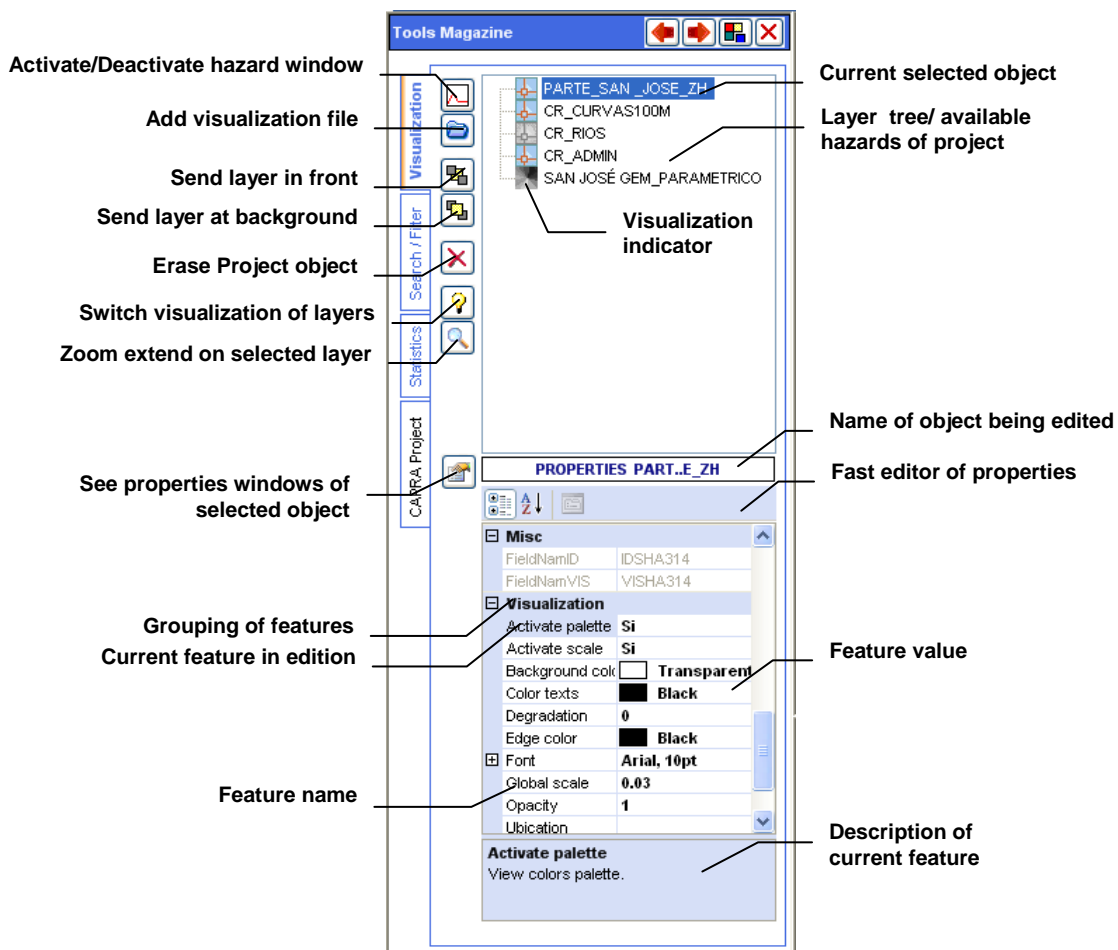 Tools Magazine
Activate/Deactivate hazard window
Add visualization file
Send layer in front
Send layer at background
Erase Project object
Switch visualization of layers
Zoom extend on selected layer
See properties windows of
selected object
Grouping of features
Current feature in edition
Feature name
Visualization
Search / Filter
Statistics
CAPRA Project
PARTE_SAN _JOSE_ZH
CR_CURVAS100M
CR_RIOS
CR_ADMIN
SAN JOSÉ GEM_PARAMETRICO
Visualization
indicator
Current selected object
Layer tree/ available
hazards of project
Name of object being edited
Fast editor of properties
Feature value
Description of
current feature
PROPERTIES PART..E_ZH
A
Z
Misc
FieldNamID IDSHA314
FieldNamVIS VISHA314
Visualization
Activate palette Si
Activate scale Si
Background colo Transparent
Color texts Black
Degradation 0
Edge color Black
Font Arial, 10pt
Global scale 0.03
Opacity 1
Ubication
Activate palette
View colors palette.